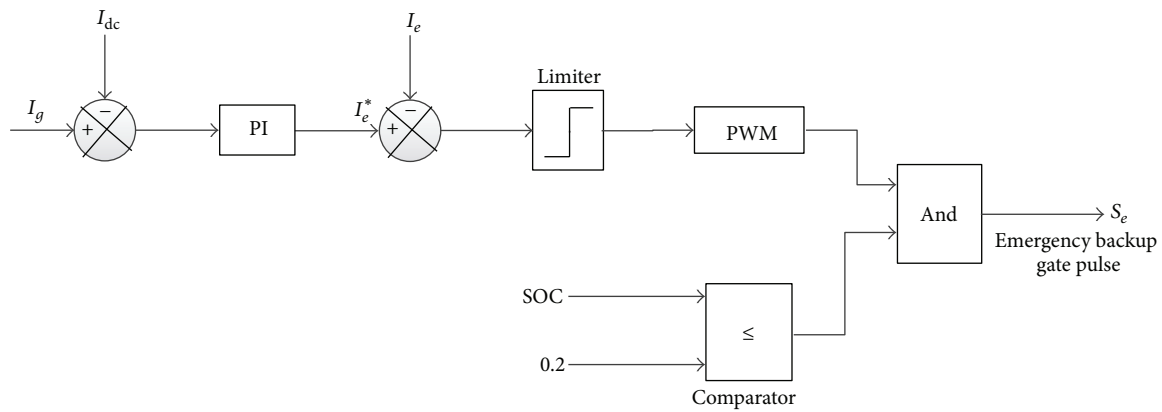 I_dc
I_e
Limiter
I_g
−
+
PI
I_e^*
−
+
PWM
And
S_e
Emergency backup
gate pulse
SOC
≤
0.2
Comparator